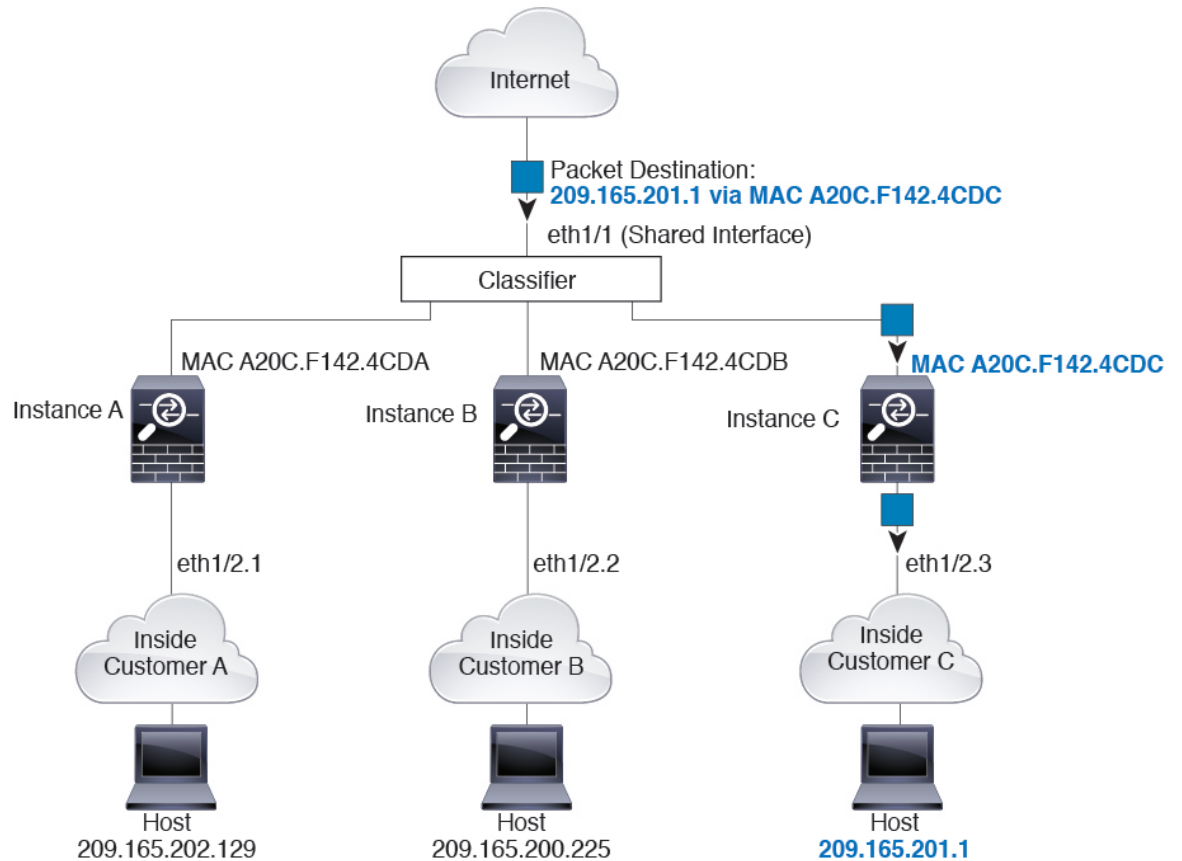 Internet
Packet Destination:
209.165.201.1 via MAC A20C.F142.4CDC
eth1/1 (Shared Interface)
Classifier
MAC A20C.F142.4CDA
MAC A20C.F142.4CDB
MAC A20C.F142.4CDC
Instance A
Instance B
Instance C
eth1/2.1
eth1/2.2
eth1/2.3
Inside
Customer A
Inside
Customer B
Inside
Customer C
Host
209.165.202.129
Host
209.165.200.225
Host
209.165.201.1